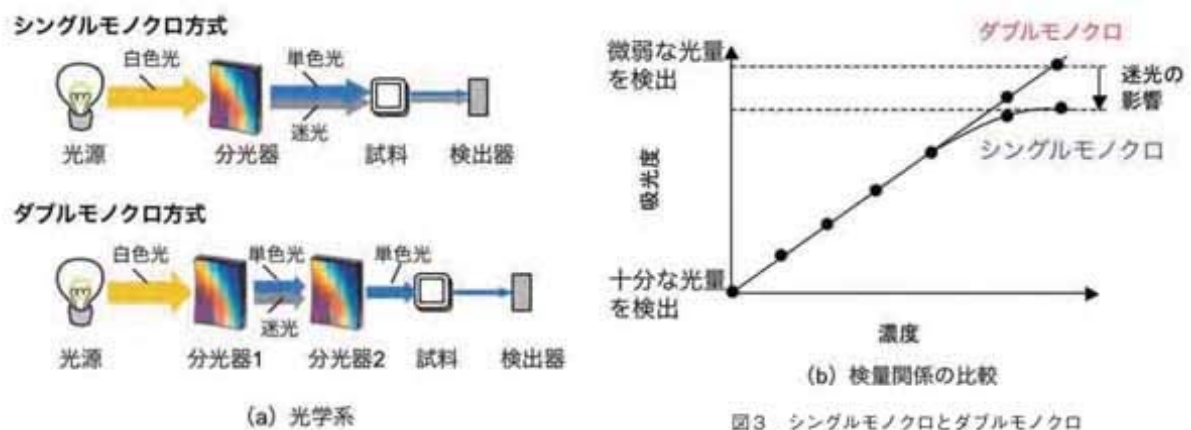 シングルモノクロ方式
白色光
単色光
迷光
光源
分光器
試料
検出器
ダブルモノクロ方式
白色光
単色光
単色光
迷光
光源
分光器1
分光器2
試料
検出器
(a) 光学系
微弱な光量
を検出
ダブルモノクロ
迷光の
影響
シングルモノクロ
吸光度
十分な光量
を検出
濃度
(b) 検量関係の比較
図3 シングルモノクロとダブルモノクロ